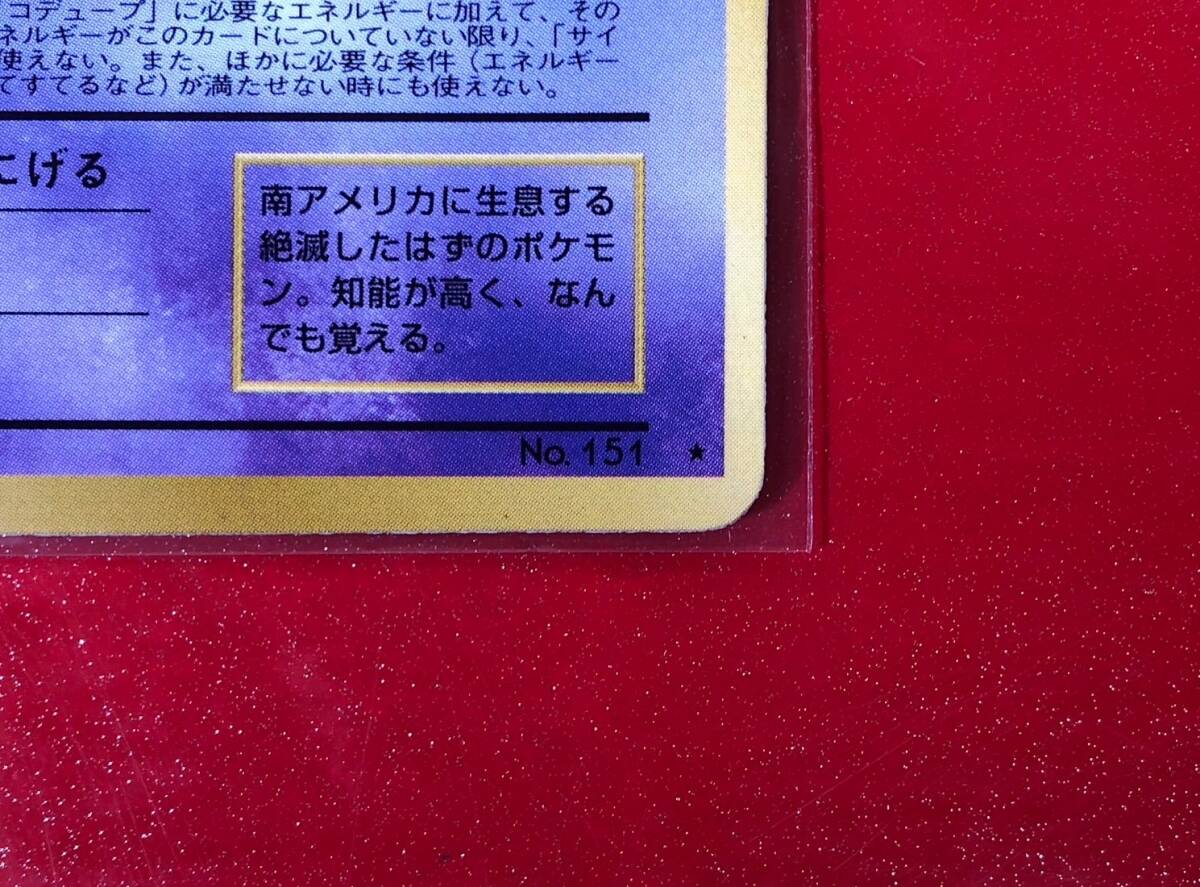 コデュープ」に必要なエネルギーに加えて、その
ネルギーがこのカードについていない限り、「サイ
使えない。また、ほかに必要な条件（エネルギー
てすてるなど）が満たせない時にも使えない。
にげる
南アメリカに生息する
絶滅したはずのポケモ
ン。知能が高く、なん
でも覚える。
No. 151 ★